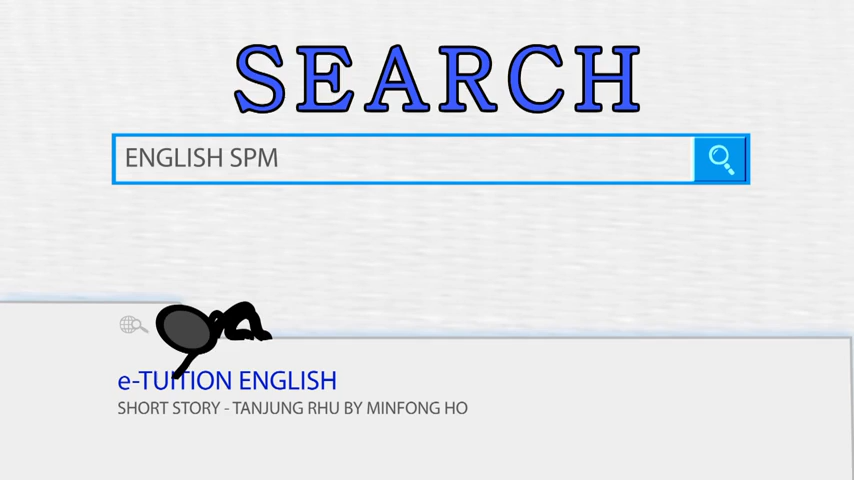 SEARCH
ENGLISH SPM
e-TUITION ENGLISH
SHORT STORY - TANJUNG RHU BY MINFONG HO